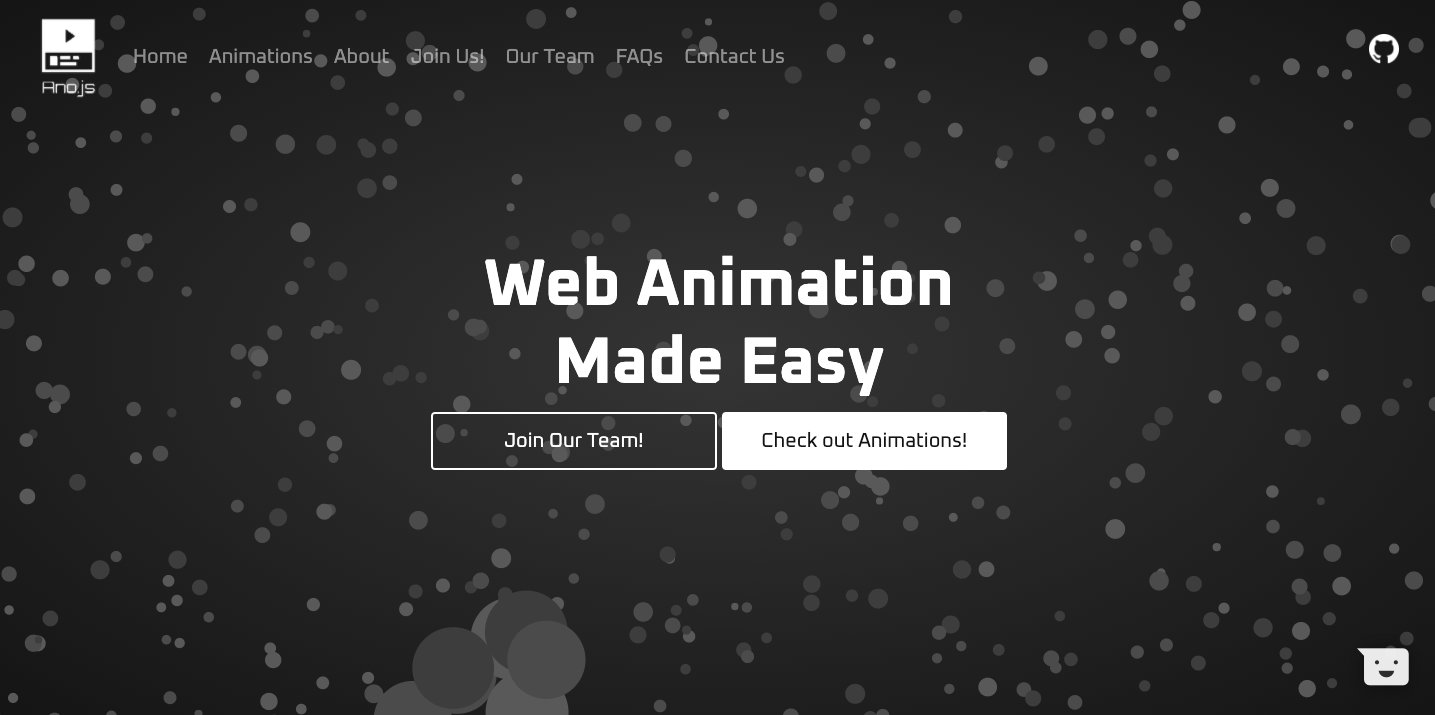 Ano.js
Home Animations About Join Us! Our Team FAQs Contact Us
Web Animation
Made Easy
Join Our Team! Check out Animations!